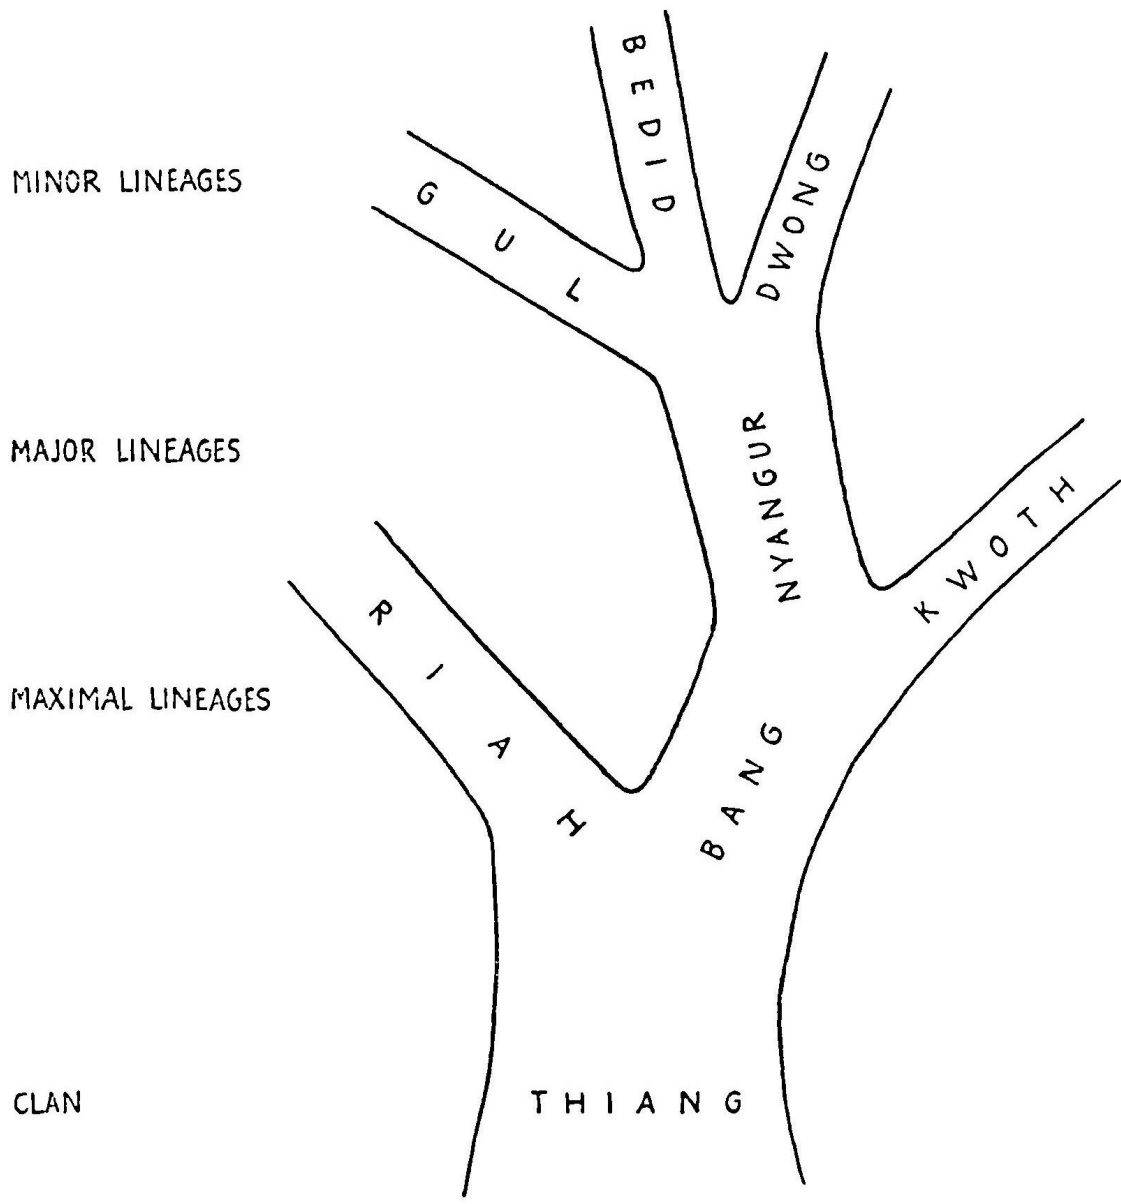 BEDID
MINOR LINEAGES
GUL
DWONG
MAJOR LINEAGES
NYANGUR
KWOTH
MAXIMAL LINEAGES
RIAH
BANG
CLAN
THIANG